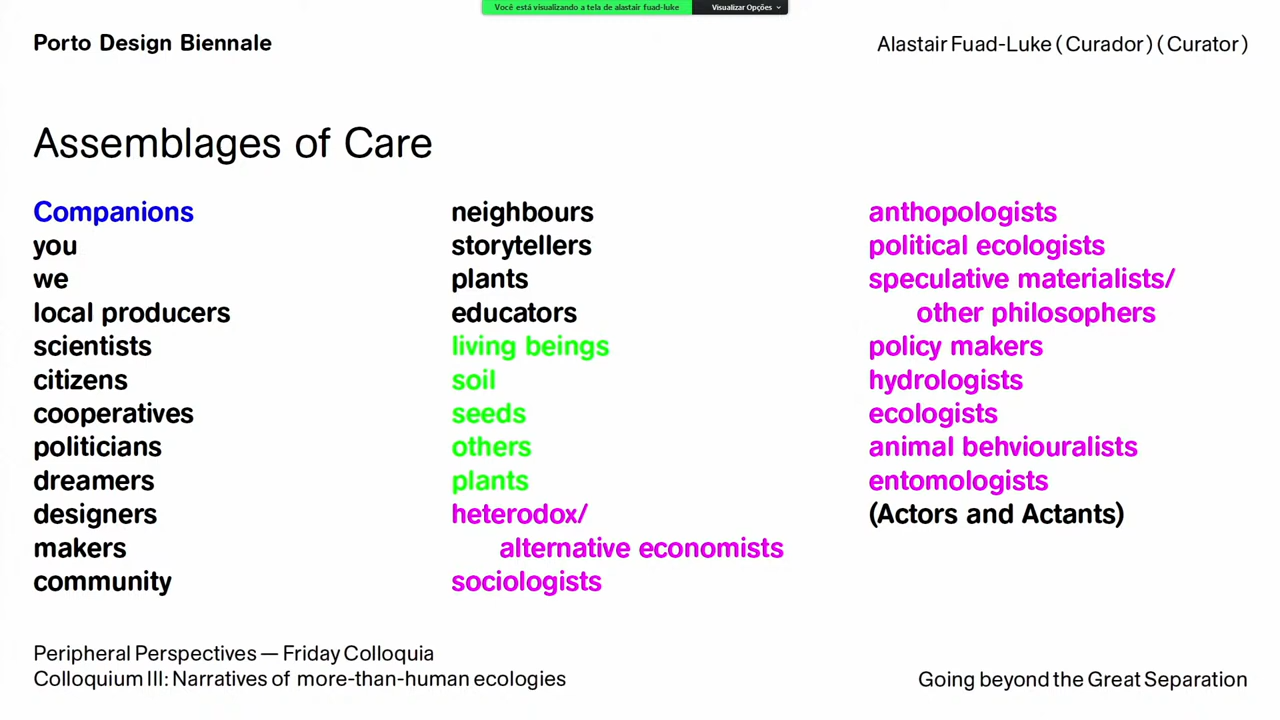 Você está visualizando a tela de alastair fuad-luke
Visualizar Opções
Porto Design Biennale
Alastair Fuad-Luke (Curador) (Curator)
Assemblages of Care
Companions
you
we
local producers
scientists
citizens
cooperatives
politicians
dreamers
designers
makers
community
neighbours
storytellers
plants
educators
living beings
soil
seeds
others
plants
heterodox/
alternative economists
sociologists
anthopologists
political ecologists
speculative materialists/
other philosophers
policy makers
hydrologists
ecologists
animal behviouralists
entomologists
(Actors and Actants)
Peripheral Perspectives — Friday Colloquia
Colloquium III: Narratives of more-than-human ecologies
Going beyond the Great Separation